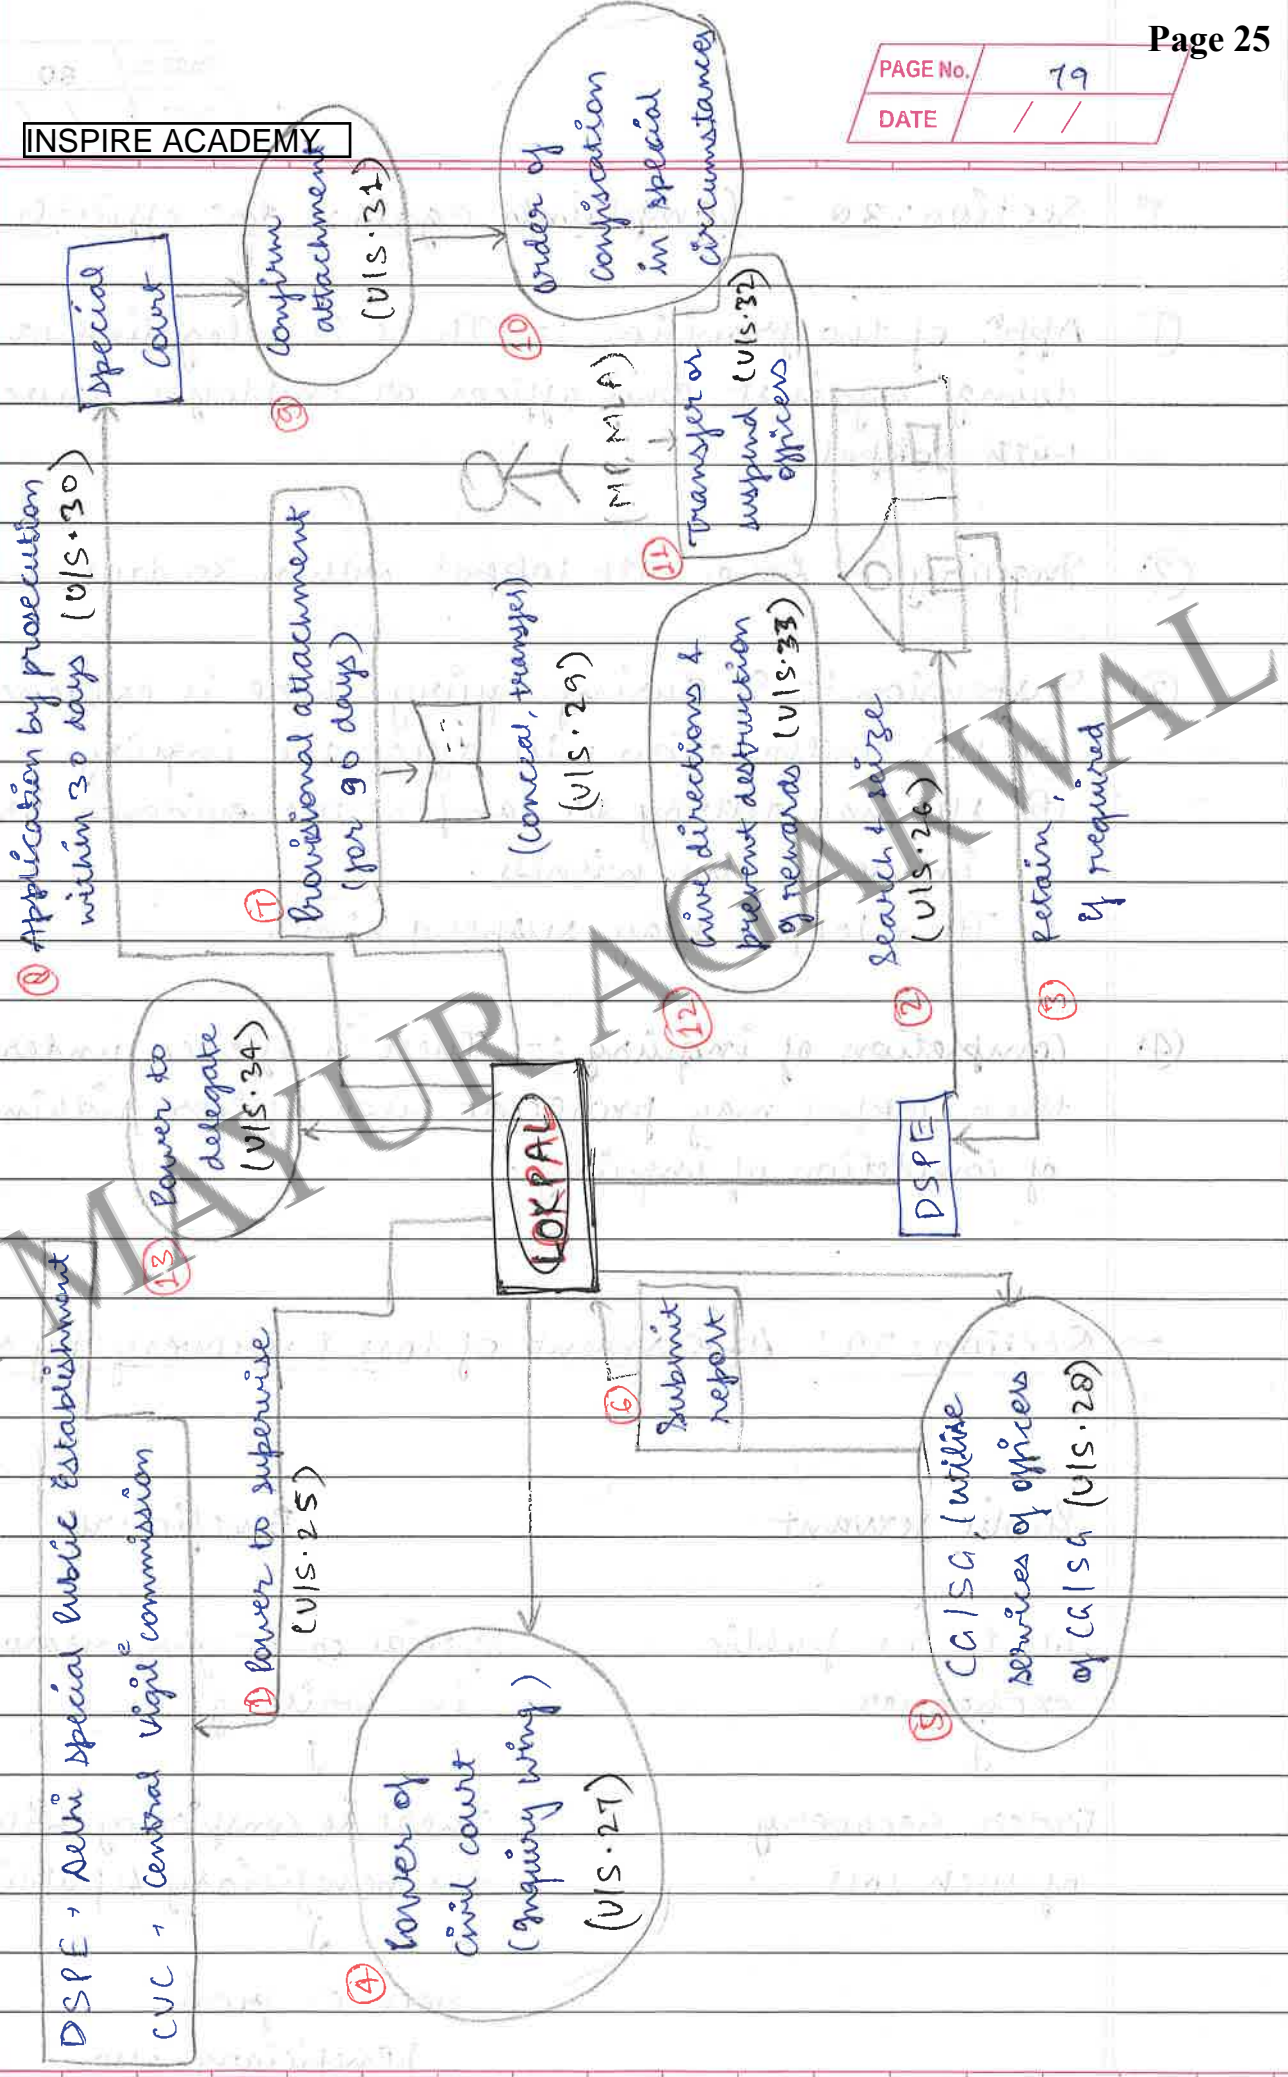 Page 25
PAGE No. 79
DATE / /
INSPIRE ACADEMY
DSPE → Delhi Special Public Establishment
CVC → Central Vigil^e commission
① Power to supervise
(U/S.25)
② Search & seize
(U/S.26)
③ Retain,
if required
④ Power of
civil court
(Inquiry wing)
(U/S.27)
⑤ CG/SG, (utilise
services of officers
of CG/SG (U/S.28)
⑥ Submit
report
⑦ Provisional attachment
(for 90 days)
(conceal, transfer)
(U/S.29)
⑧ Application by prosecution
within 30 days (U/S.30)
Special
Court
⑨ Confirm
attachment
(U/S.31)
⑩ Order of
confiscation
in special
circumstances
(MP, MLA)
⑪ Transfer or
suspend (U/S.32)
officers
⑫ Give directions &
prevent destruction
of records (U/S.33)
⑬ Power to
delegate
(U/S.34)
LOKPAL
DSPE
MAYUR AGARWAL